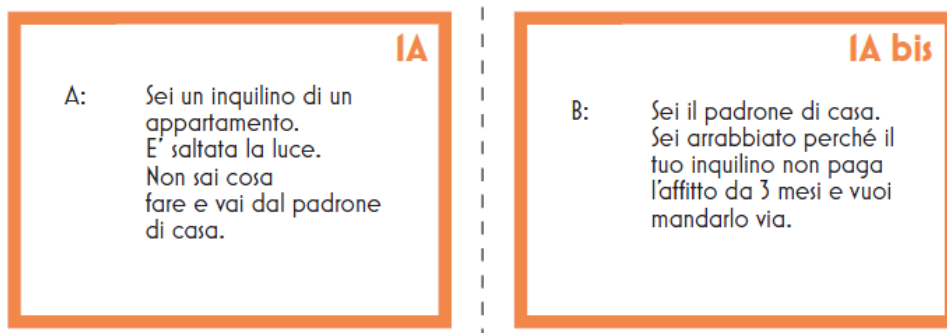 1A
A: Sei un inquilino di un
appartamento.
E' saltata la luce.
Non sai cosa
fare e vai dal padrone
di casa.
1A bis
B: Sei il padrone di casa.
Sei arrabbiato perché il
tuo inquilino non paga
l'affitto da 3 mesi e vuoi
mandarlo via.